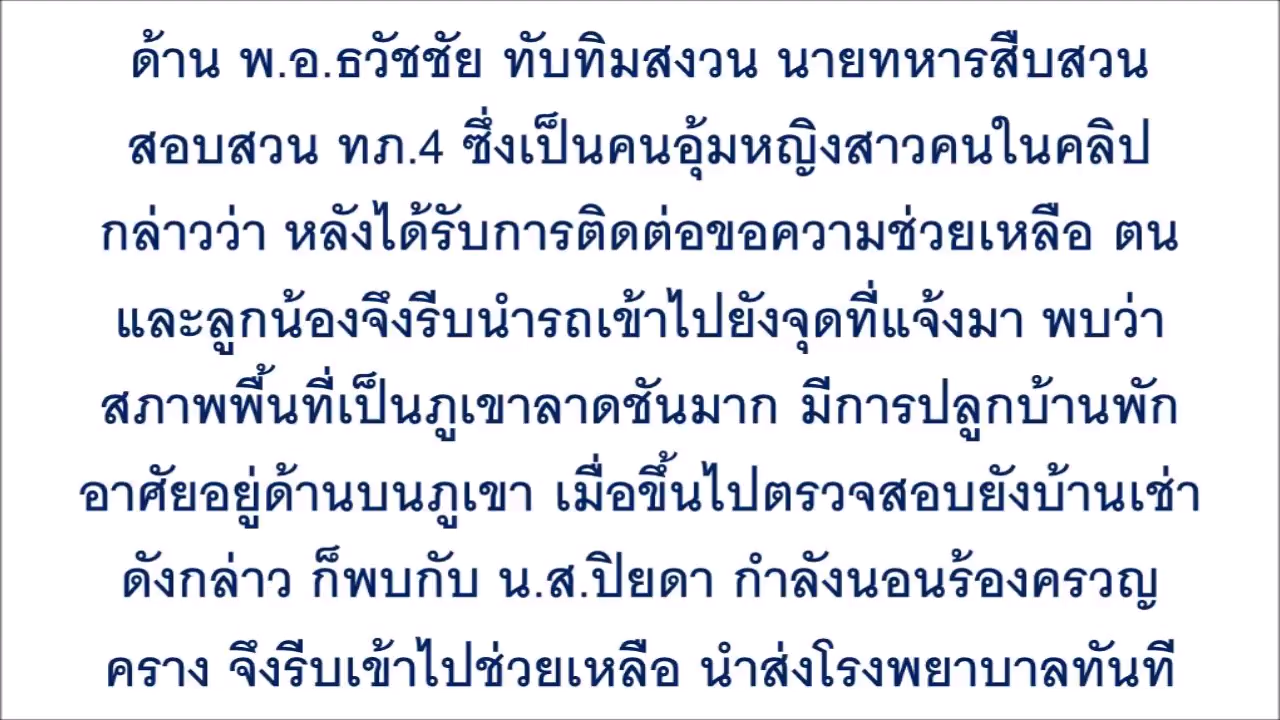 ด้าน พ.อ.ธวัชชัย ทับทิมสงวน นายทหารสืบสวน
สอบสวน ทภ.4 ซึ่งเป็นคนอุ้มหญิงสาวคนในคลิป
กล่าวว่า หลังได้รับการติดต่อขอความช่วยเหลือ ตน
และลูกน้องจึงรีบนำรถเข้าไปยังจุดที่แจ้งมา พบว่า
สภาพพื้นที่เป็นภูเขาลาดชันมาก มีการปลูกบ้านพัก
อาศัยอยู่ด้านบนภูเขา เมื่อขึ้นไปตรวจสอบยังบ้านเช่า
ดังกล่าว ก็พบกับ น.ส.ปิยดา กำลังนอนร้องครวญ
คราง จึงรีบเข้าไปช่วยเหลือ นำส่งโรงพยาบาลทันที